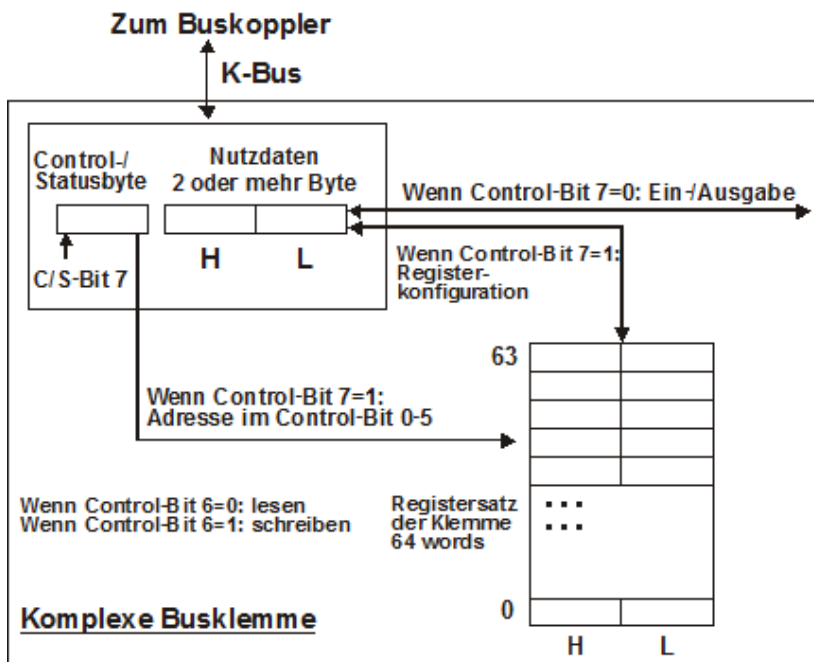 Zum Buskoppler
K-Bus
Control-/
Statusbyte
Nutzdaten
2 oder mehr Byte
Wenn Control-Bit 7=0: Ein-/Ausgabe
H L
C/S-Bit 7
Wenn Control-Bit 7=1:
Register-
konfiguration
63
Wenn Control-Bit 7=1:
Adresse im Control-Bit 0-5
Wenn Control-Bit 6=0: lesen
Wenn Control-Bit 6=1: schreiben
Registersatz
der Klemme
64 words
Komplexe Busklemme
0
H L